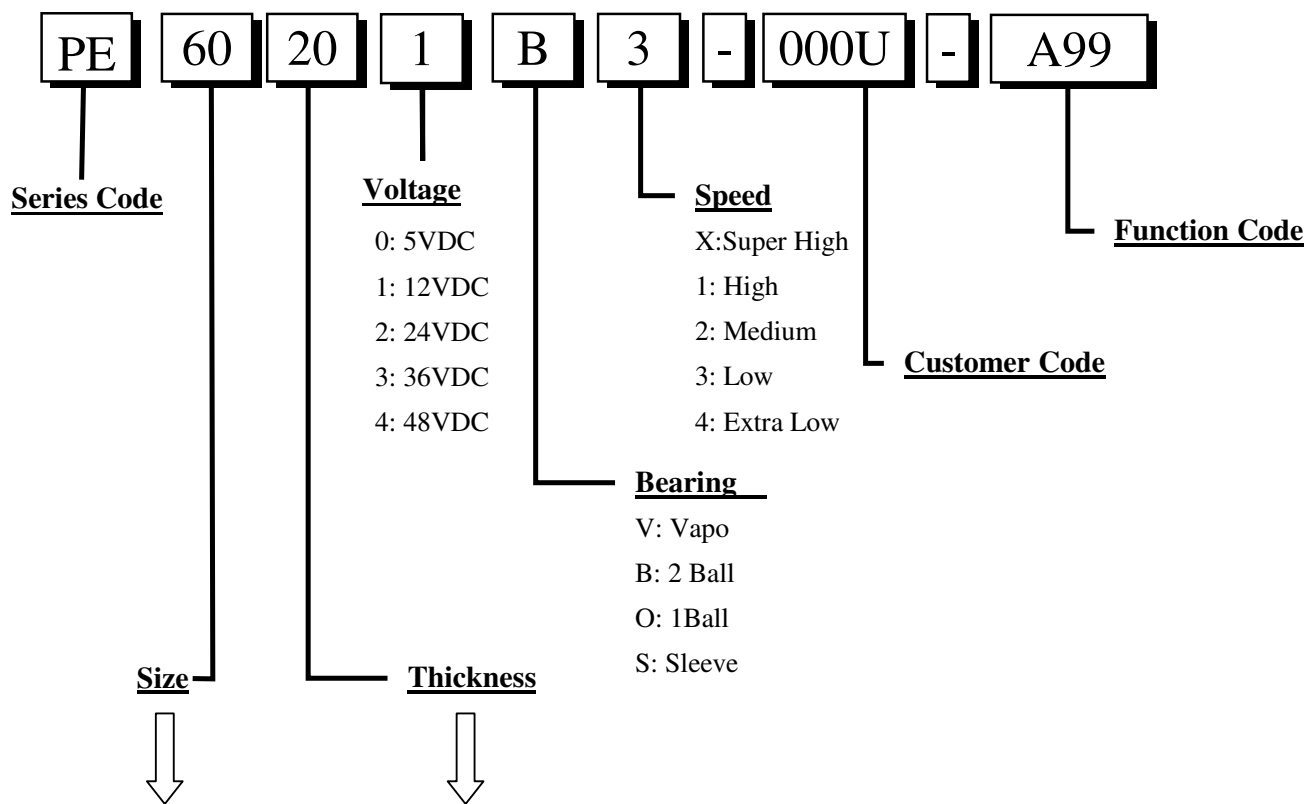 PE 60 20 1 B 3 - 000U - A99
Series Code
Voltage
0: 5VDC
1: 12VDC
2: 24VDC
3: 36VDC
4: 48VDC
Speed
X:Super High
1: High
2: Medium
3: Low
4: Extra Low
Function Code
Customer Code
Bearing
V: Vapo
B: 2 Ball
O: 1Ball
S: Sleeve
Size
Thickness